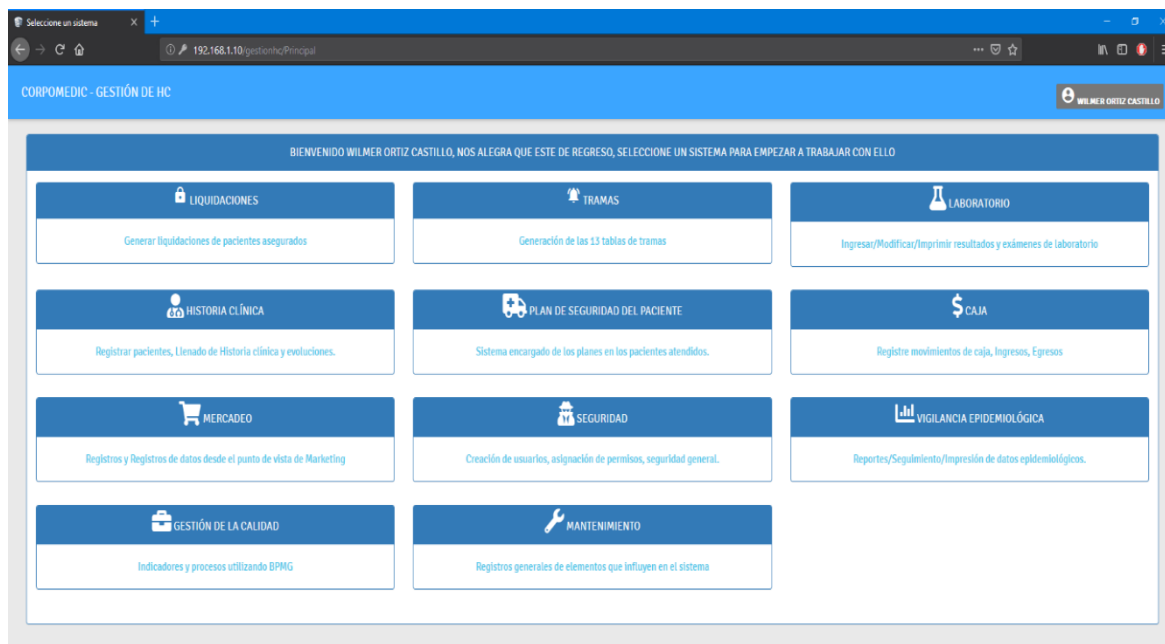 Seleccione un sistema
192.168.1.10/gestionhc/Principal
CORPOMEDIC - GESTIÓN DE HC
WILMER ORTIZ CASTILLO
BIENVENIDO WILMER ORTIZ CASTILLO, NOS ALEGRA QUE ESTE DE REGRESO, SELECCIONE UN SISTEMA PARA EMPEZAR A TRABAJAR CON ELLO
LIQUIDACIONES
Generar liquidaciones de pacientes asegurados
TRAMAS
Generación de las 13 tablas de tramas
LABORATORIO
Ingresar/Modificar/Imprimir resultados y exámenes de laboratorio
HISTORIA CLÍNICA
Registrar pacientes, Llenado de Historia clínica y evoluciones.
PLAN DE SEGURIDAD DEL PACIENTE
Sistema encargado de los planes en los pacientes atendidos.
CAJA
Registre movimientos de caja, Ingresos, Egresos
MERCADEO
Registros y Registros de datos desde el punto de vista de Marketing
SEGURIDAD
Creación de usuarios, asignación de permisos, seguridad general.
VIGILANCIA EPIDEMIOLÓGICA
Reportes/Seguimiento/Impresión de datos epidemiológicos.
GESTIÓN DE LA CALIDAD
Indicadores y procesos utilizando BPMG
MANTENIMIENTO
Registros generales de elementos que influyen en el sistema